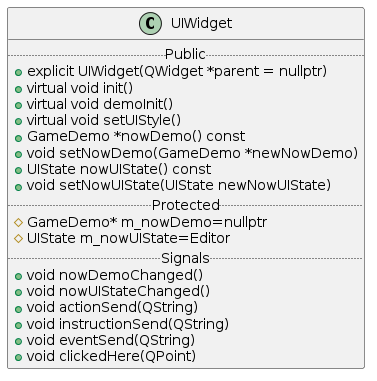 C UIWidget
Public
explicit UIWidget(QWidget *parent = nullptr)
virtual void init()
virtual void demoInit()
virtual void setUIStyle()
GameDemo *nowDemo() const
void setNowDemo(GameDemo *newNowDemo)
UIState nowUIState() const
void setNowUIState(UIState newNowUIState)
Protected
GameDemo* m_nowDemo=nullptr
UIState m_nowUIState=Editor
Signals
void nowDemoChanged()
void nowUIStateChanged()
void actionSend(QString)
void instructionSend(QString)
void eventSend(QString)
void clickedHere(QPoint)